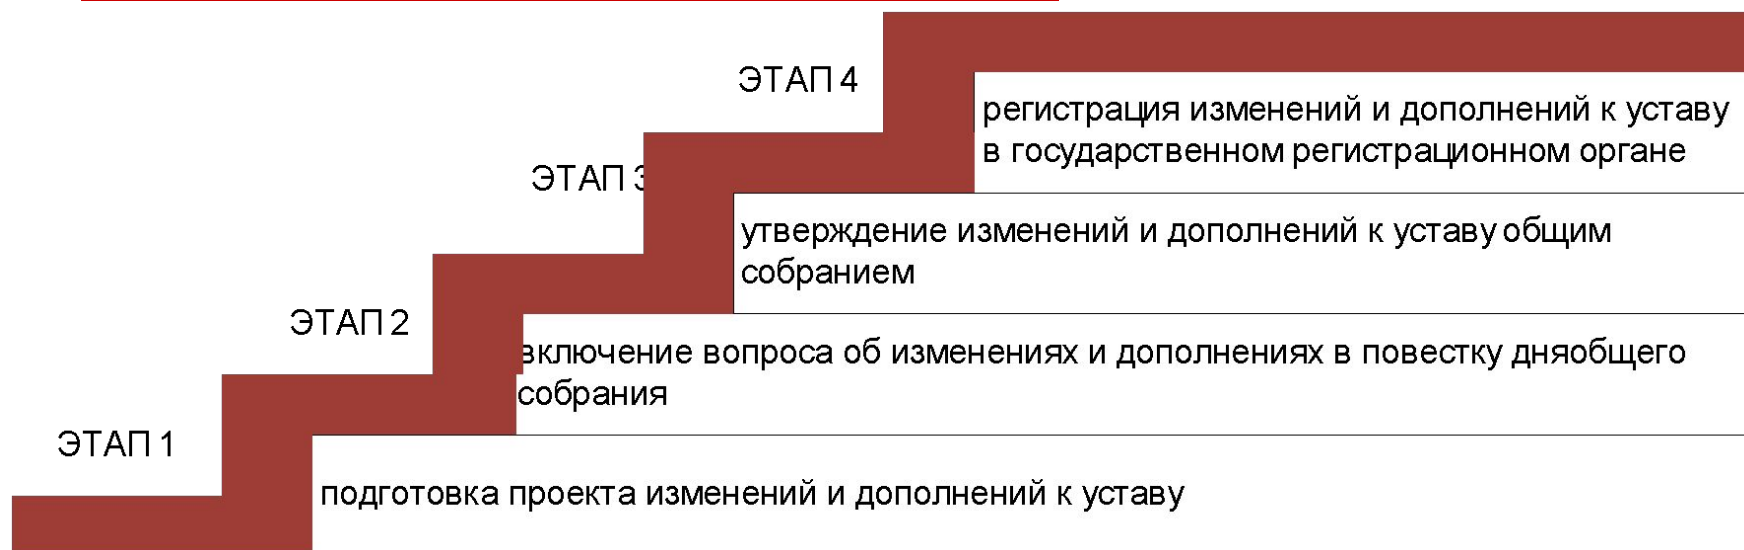 ЭТАП 4
регистрация изменений и дополнений к уставу
в государственном регистрационном органе
ЭТАП 3
утверждение изменений и дополнений к уставу общим
собранием
ЭТАП 2
включение вопроса об изменениях и дополнениях в повестку дняобщего
собрания
ЭТАП 1
подготовка проекта изменений и дополнений к уставу